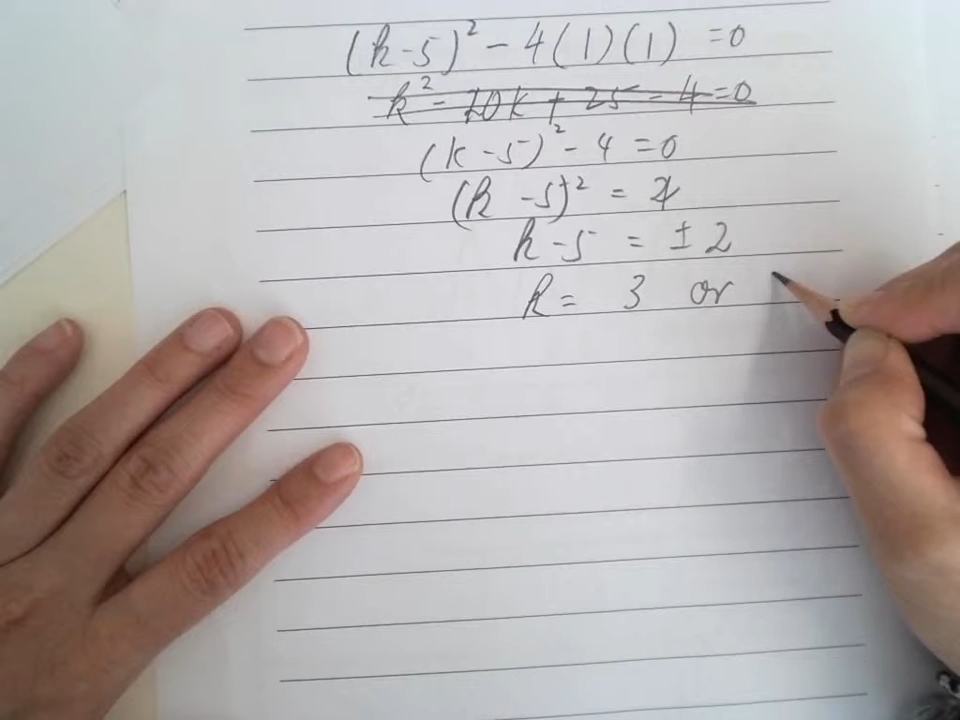 (k-5)² - 4(1)(1) = 0
k² - 10k + 25 - 4 = 0
(k-5)² - 4 = 0
(k-5)² = 4
k-5 = ±2
k = 3 or